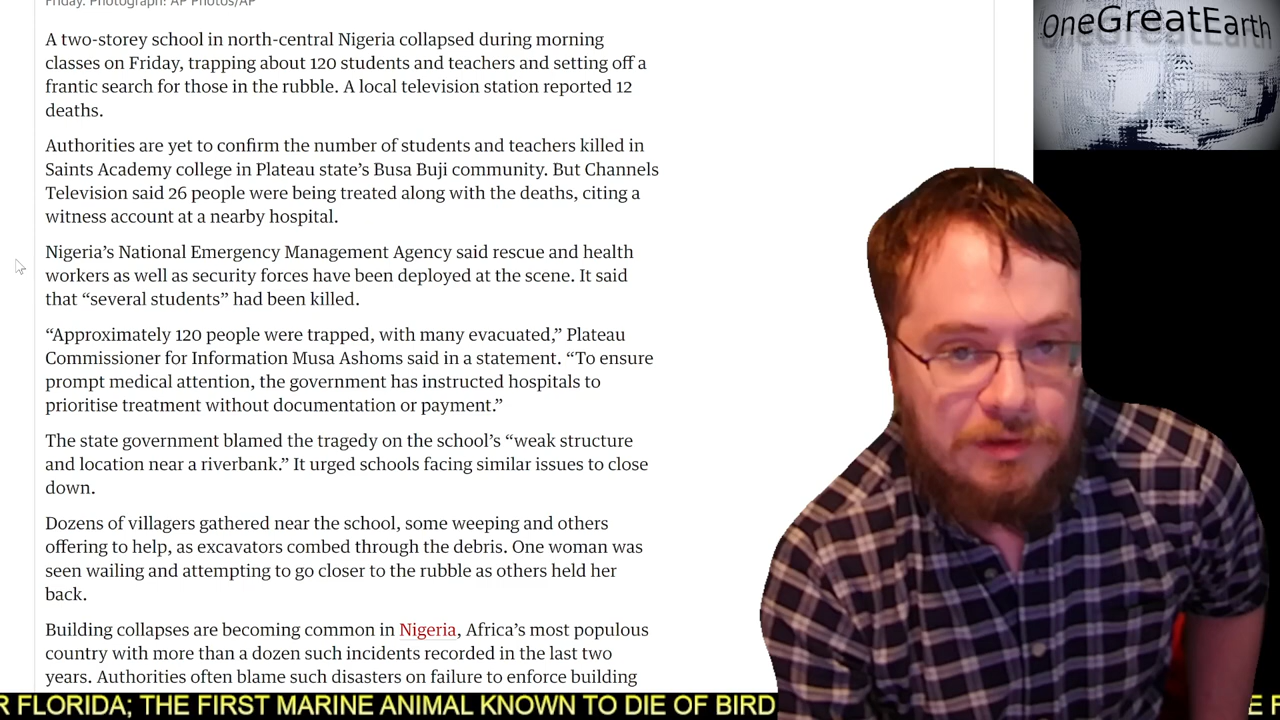 Friday. Photograph: AP Photos/AP
OneGreatEarth
A two-storey school in north-central Nigeria collapsed during morning
classes on Friday, trapping about 120 students and teachers and setting off a
frantic search for those in the rubble. A local television station reported 12
deaths.
Authorities are yet to confirm the number of students and teachers killed in
Saints Academy college in Plateau state’s Busa Buji community. But Channels
Television said 26 people were being treated along with the deaths, citing a
witness account at a nearby hospital.
Nigeria’s National Emergency Management Agency said rescue and health
workers as well as security forces have been deployed at the scene. It said
that “several students” had been killed.
“Approximately 120 people were trapped, with many evacuated,” Plateau
Commissioner for Information Musa Ashoms said in a statement. “To ensure
prompt medical attention, the government has instructed hospitals to
prioritise treatment without documentation or payment.”
The state government blamed the tragedy on the school’s “weak structure
and location near a riverbank.” It urged schools facing similar issues to close
down.
Dozens of villagers gathered near the school, some weeping and others
offering to help, as excavators combed through the debris. One woman was
seen wailing and attempting to go closer to the rubble as others held her
back.
Building collapses are becoming common in Nigeria, Africa’s most populous
country with more than a dozen such incidents recorded in the last two
years. Authorities often blame such disasters on failure to enforce building
R FLORIDA; THE FIRST MARINE ANIMAL KNOWN TO DIE OF BIRD